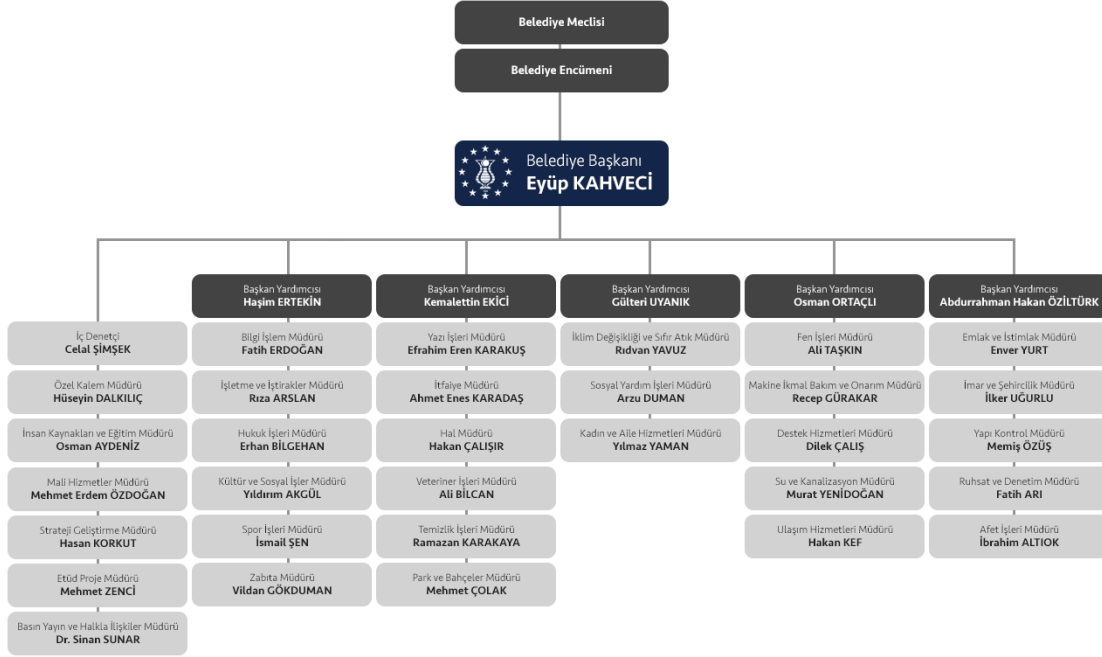 Belediye Meclisi
Belediye Encümeni
Belediye Başkanı
Eyüp KAHVECİ
İç Denetçi
Celal ŞİMŞEK
Özel Kalem Müdürü
Hüseyin DALKILIÇ
İnsan Kaynakları ve Eğitim Müdürü
Osman AYDENİZ
Mali Hizmetler Müdürü
Mehmet Erdem ÖZDOĞAN
Strateji Geliştirme Müdürü
Hasan KORKUT
Etüd Proje Müdürü
Mehmet ZENCİ
Basın Yayın ve Halkla İlişkiler Müdürü
Dr. Sinan SUNAR
Başkan Yardımcısı
Haşim ERTEKİN
Bilgi İşlem Müdürü
Fatih ERDOĞAN
İşletme ve İştirakler Müdürü
Rıza ARSLAN
Hukuk İşleri Müdürü
Erhan BİLGEHAN
Kültür ve Sosyal İşler Müdürü
Yıldırım AKGÜL
Spor İşleri Müdürü
İsmail ŞEN
Zabıta Müdürü
Vildan GÖKDUMAN
Başkan Yardımcısı
Kemalettin EKİCİ
Yazı İşleri Müdürü
Efrahim Eren KARAKUŞ
İtfaiye Müdürü
Ahmet Enes KARADAŞ
Hal Müdürü
Hakan ÇALIŞIR
Veteriner İşleri Müdürü
Ali BİLCAN
Temizlik İşleri Müdürü
Ramazan KARAKAYA
Park ve Bahçeler Müdürü
Mehmet ÇOLAK
Başkan Yardımcısı
Gülteri UYANIK
İklim Değişikliği ve Sıfır Atık Müdürü
Rıdvan YAVUZ
Sosyal Yardım İşleri Müdürü
Arzu DUMAN
Kadın ve Aile Hizmetleri Müdürü
Yılmaz YAMAN
Başkan Yardımcısı
Osman ORTAÇLI
Fen İşleri Müdürü
Ali TAŞKIN
Makine İkmal Bakım ve Onarım Müdürü
Recep GÜRAKAR
Destek Hizmetleri Müdürü
Dilek ÇALIŞ
Su ve Kanalizasyon Müdürü
Murat YENİDOĞAN
Ulaşım Hizmetleri Müdürü
Hakan KEF
Başkan Yardımcısı
Abdurrahman Hakan ÖZİLTÜRK
Emlak ve İstimlak Müdürü
Enver YURT
İmar ve Şehircilik Müdürü
İlker UĞURLU
Yapı Kontrol Müdürü
Memiş ÖZÜŞ
Ruhsat ve Denetim Müdürü
Fatih ARI
Afet İşleri Müdürü
İbrahim ALTIOK